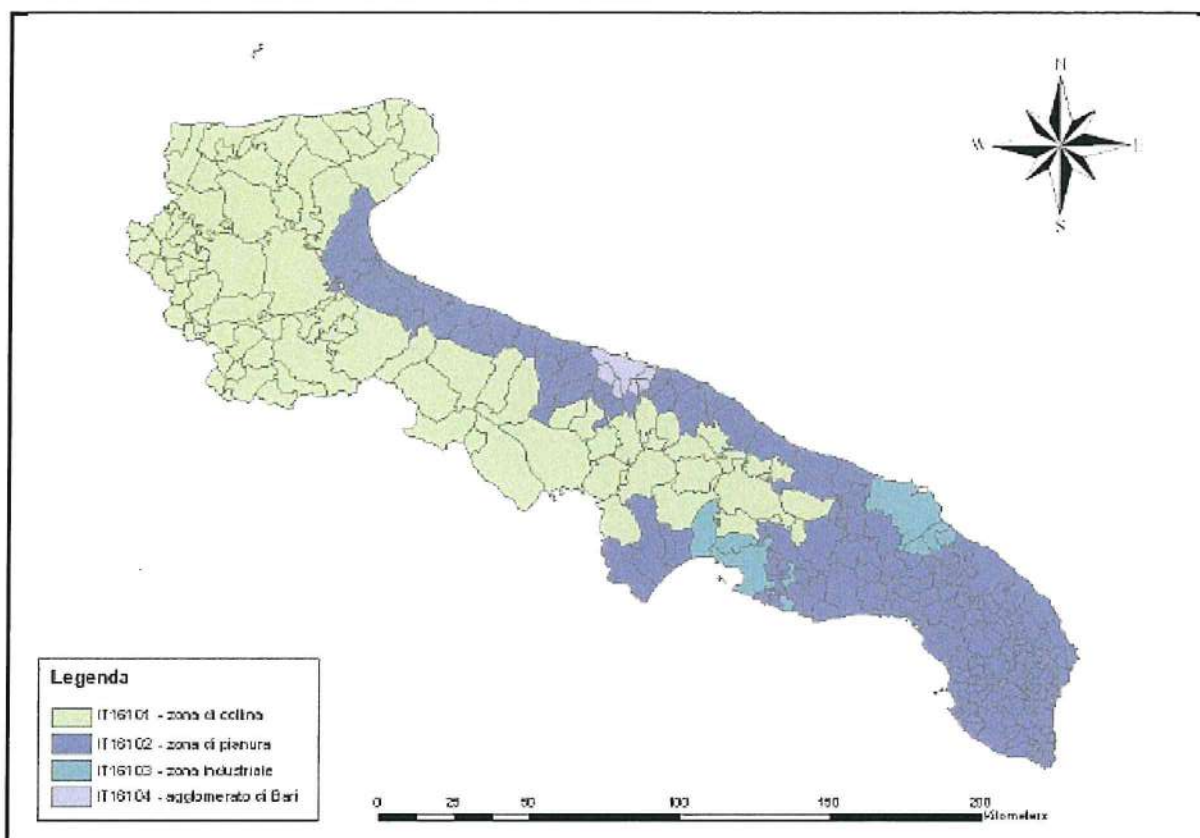 N
W E
S
Legenda
IT16101 - zona di collina
IT16102 - zona di pianura
IT16103 - zona industriale
IT16104 - agglomerato di Bari
0 25 50 100 150 200
Kilometers